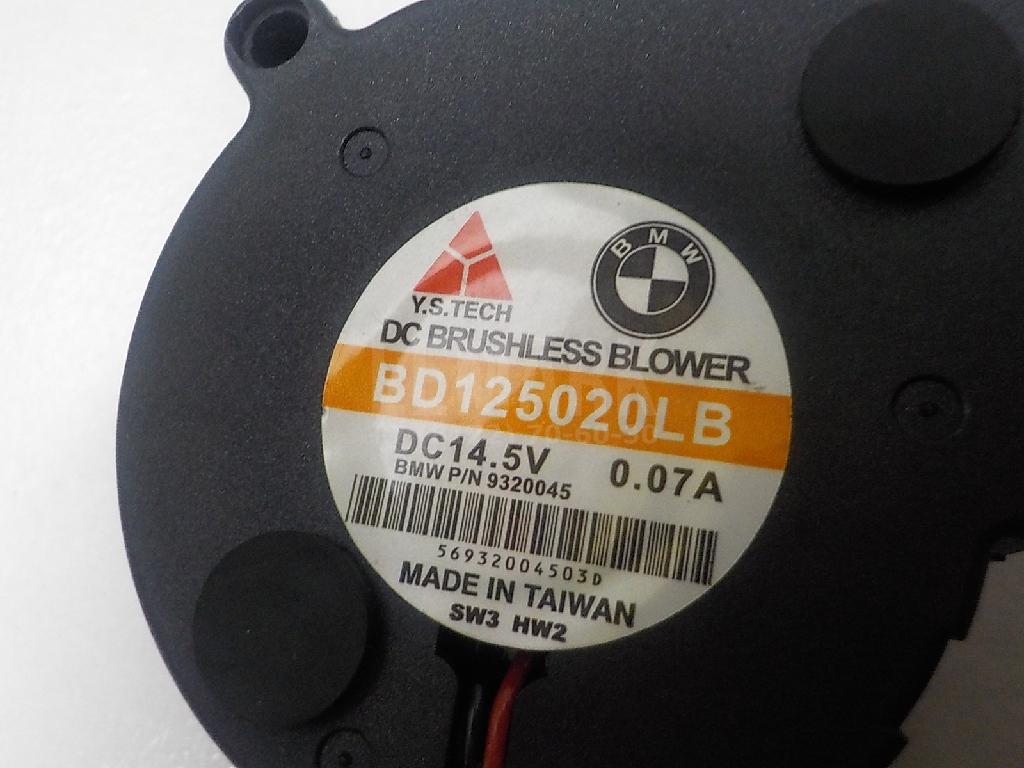 BMW
Y.S.TECH
DC BRUSHLESS BLOWER
BD125020LB
DC14.5V 0.07A
BMW P/N 9320045
56932004503D
MADE IN TAIWAN
SW3 HW2